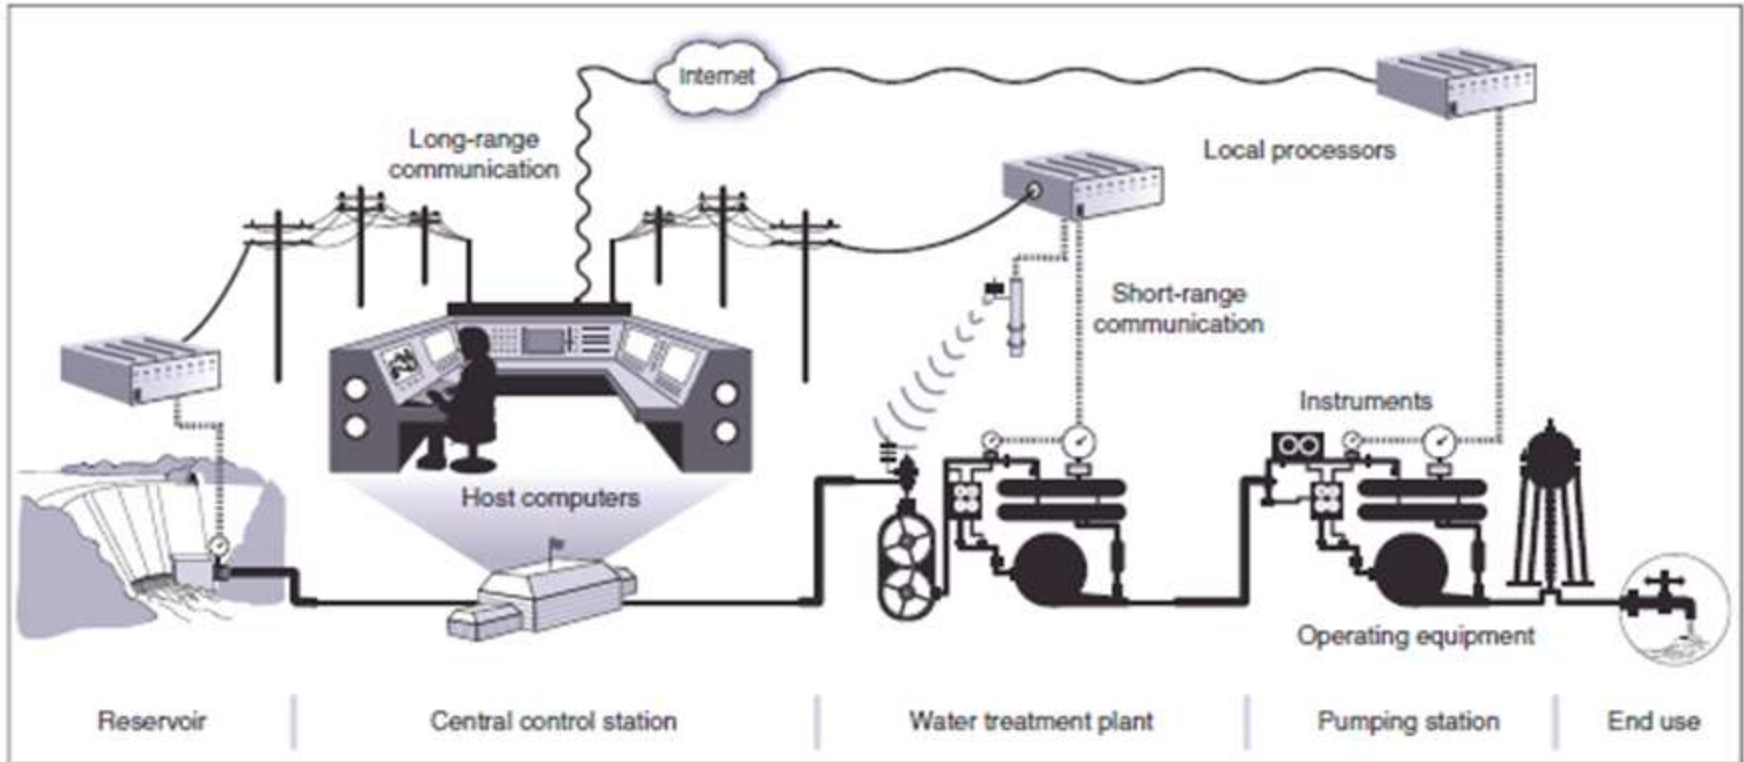 Internet
Long-range
communication
Local processors
Short-range
communication
Instruments
Host computers
Operating equipment
Reservoir
Central control station
Water treatment plant
Pumping station
End use